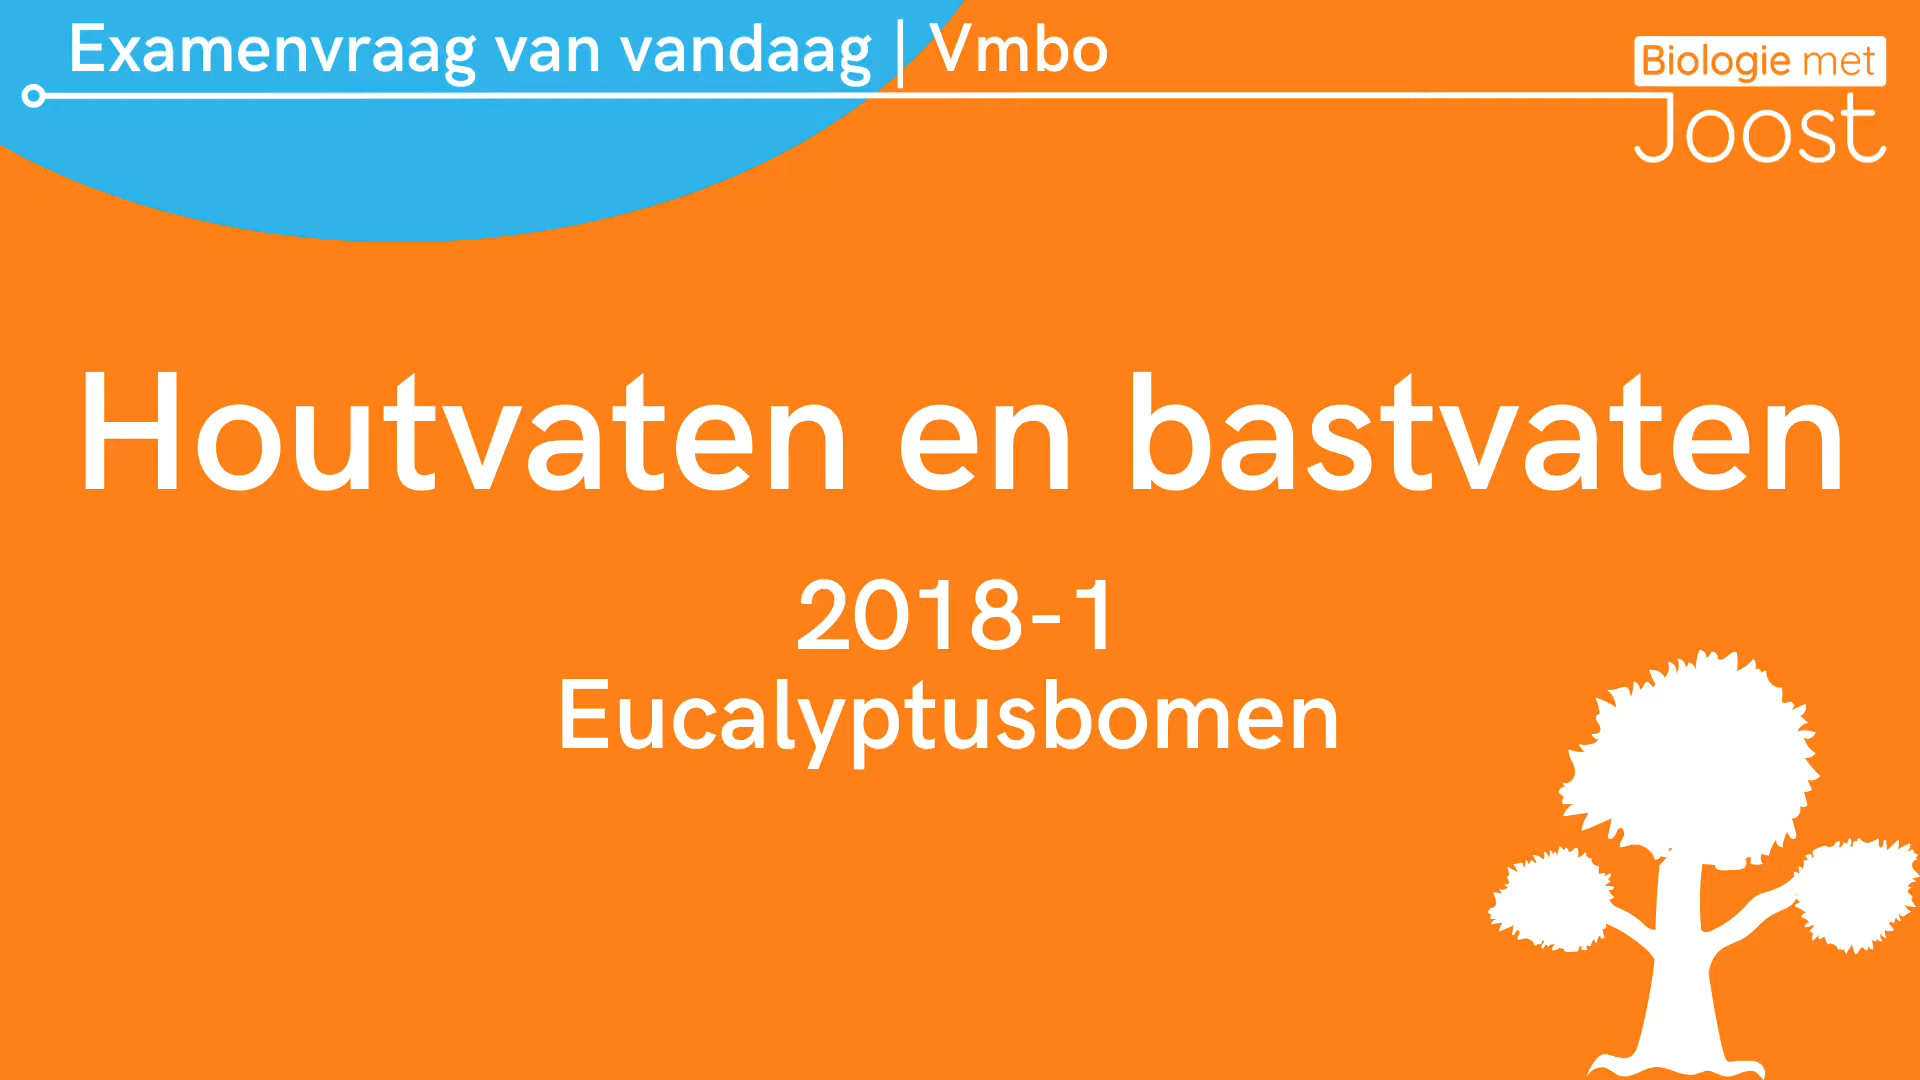 Examenvraag van vandaag | Vmbo
Biologie met
Joost
Houtvaten en bastvaten
2018-1
Eucalyptusbomen